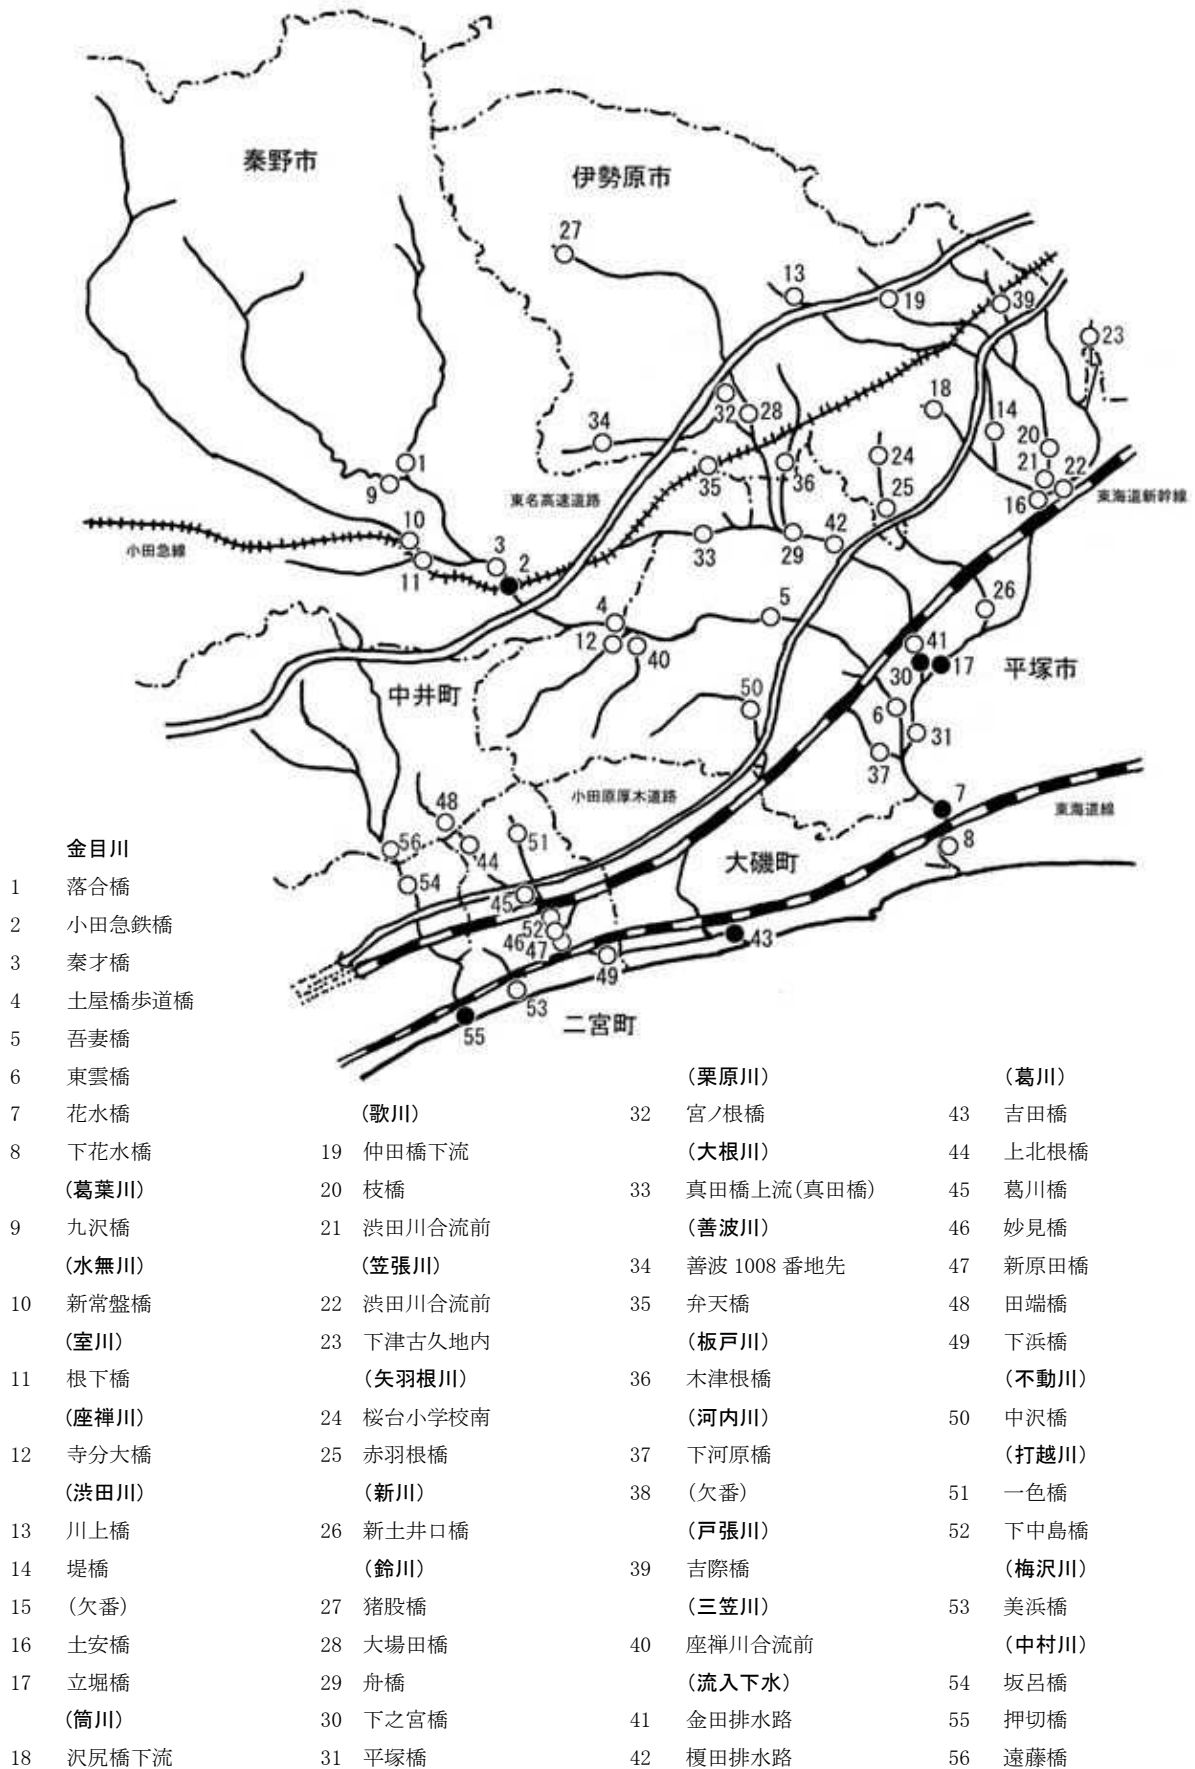 秦野市
伊勢原市
27
13
19
39
23
32
28
18
34
14
20
1
9
35
36
24
21
22
25
16
東名高速道路
東海道新幹線
10
小田急線
3
2
33
29
42
11
4
5
26
12
40
41
30
17
平塚市
中井町
50
6
31
37
小田原厚木道路
7
東海道線
48
51
8
56
44
大磯町
54
45
52
46
47
43
49
53
二宮町
55
金目川
1 落合橋
2 小田急鉄橋
3 秦才橋
4 土屋橋歩道橋
5 吾妻橋
6 東雲橋
7 花水橋
8 下花水橋
(葛葉川)
9 九沢橋
(水無川)
10 新常盤橋
(室川)
11 根下橋
(座禅川)
12 寺分大橋
(渋田川)
13 川上橋
14 堤橋
15 (欠番)
16 土安橋
17 立堀橋
(筒川)
18 沢尻橋下流
(歌川)
19 仲田橋下流
20 枝橋
21 渋田川合流前
(笠張川)
22 渋田川合流前
23 下津古久地内
(矢羽根川)
24 桜台小学校南
25 赤羽根橋
(新川)
26 新土井口橋
(鈴川)
27 猪股橋
28 大場田橋
29 舟橋
30 下之宮橋
31 平塚橋
(栗原川)
32 宮ノ根橋
(大根川)
33 真田橋上流(真田橋)
(善波川)
34 善波 1008 番地先
35 弁天橋
(板戸川)
36 木津根橋
(河内川)
37 下河原橋
38 (欠番)
(戸張川)
39 吉際橋
(三笠川)
40 座禅川合流前
(流入下水)
41 金田排水路
42 榎田排水路
(葛川)
43 吉田橋
44 上北根橋
45 葛川橋
46 妙見橋
47 新原田橋
48 田端橋
49 下浜橋
(不動川)
50 中沢橋
(打越川)
51 一色橋
52 下中島橋
(梅沢川)
53 美浜橋
(中村川)
54 坂呂橋
55 押切橋
56 遠藤橋